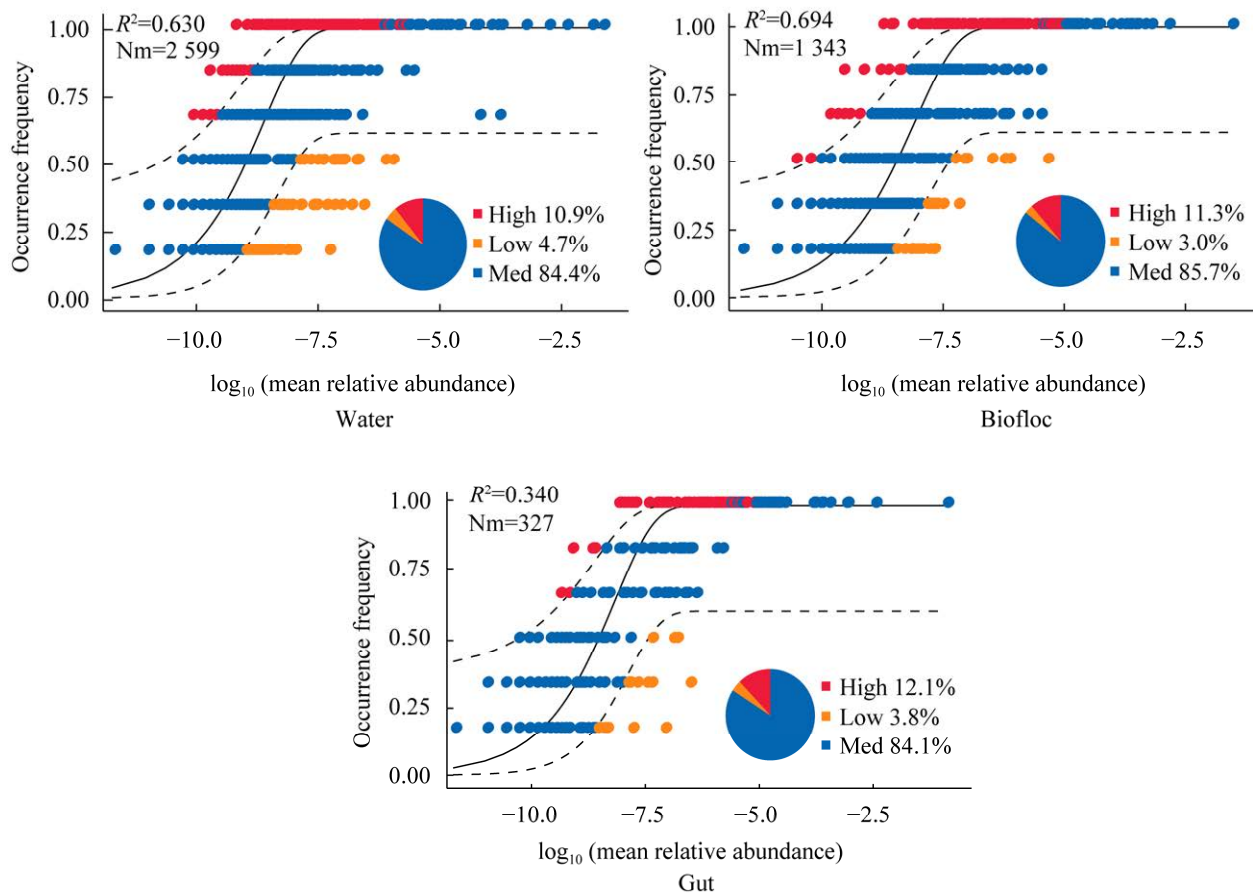 R²=0.630
Nm=2 599
1.00
0.75
0.50
0.25
0.00
Occurrence frequency
High 10.9%
Low 4.7%
Med 84.4%
−10.0 −7.5 −5.0 −2.5
log₁₀ (mean relative abundance)
Water
R²=0.694
Nm=1 343
1.00
0.75
0.50
0.25
0.00
Occurrence frequency
High 11.3%
Low 3.0%
Med 85.7%
−10.0 −7.5 −5.0 −2.5
log₁₀ (mean relative abundance)
Biofloc
R²=0.340
Nm=327
1.00
0.75
0.50
0.25
0.00
Occurrence frequency
High 12.1%
Low 3.8%
Med 84.1%
−10.0 −7.5 −5.0 −2.5
log₁₀ (mean relative abundance)
Gut